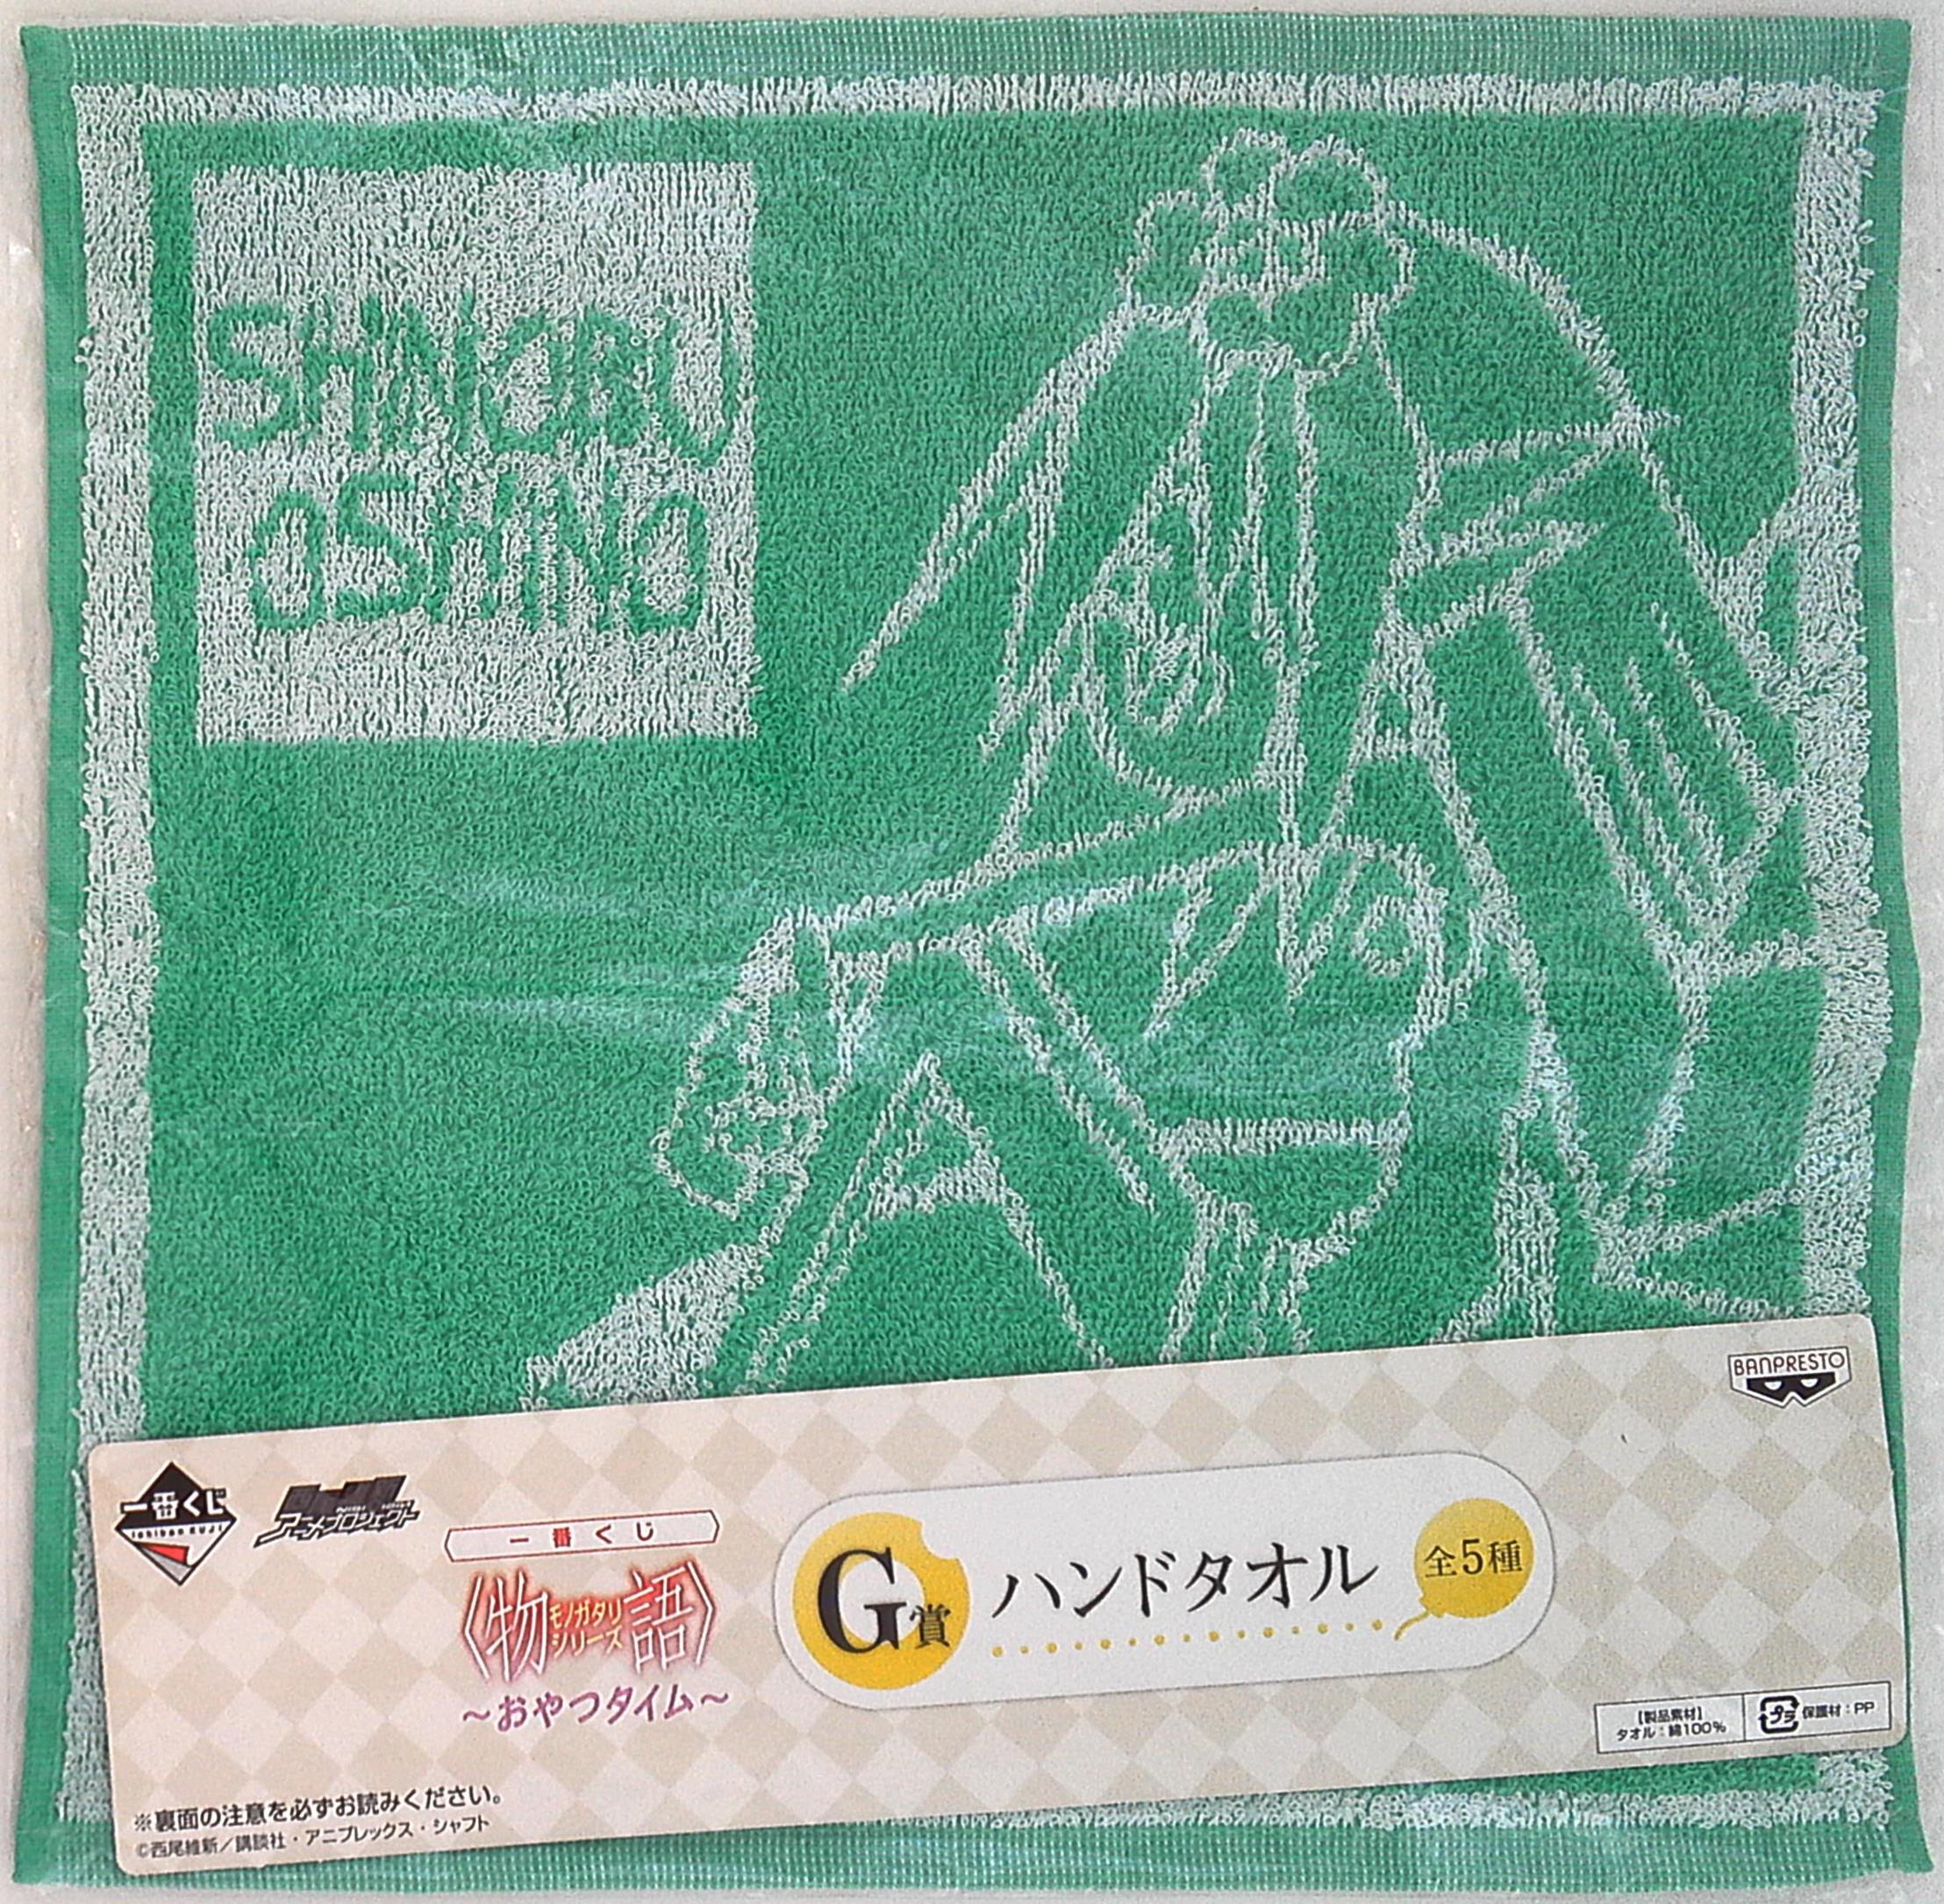 SHINOBU
OSHINO
BANPRESTO
一番くじ
Ichiban KUJI
アニメプロジェクト
一番くじ
〈物語〉
モノガタリ
シリーズ
～おやつタイム～
G賞
ハンドタオル
全5種
【製品素材】
タオル：綿100%
プラ
保護材：PP
※裏面の注意を必ずお読みください。
©西尾維新／講談社・アニプレックス・シャフト